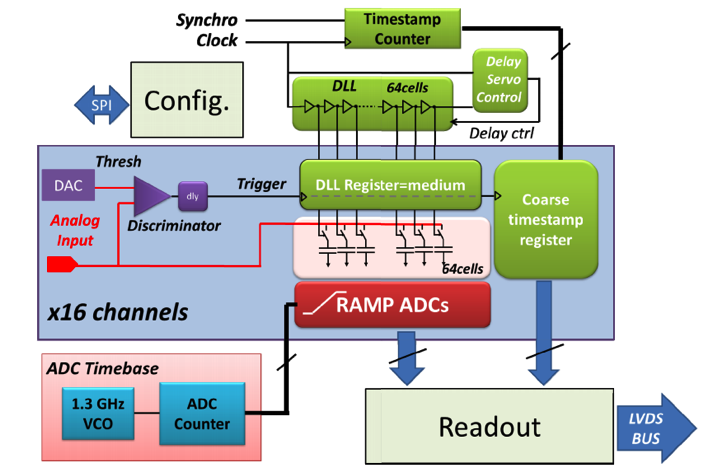 Synchro
Clock
Timestamp
Counter
Delay
Servo
Control
DLL 64cells
Delay ctrl
SPI
Config.
Thresh
DAC
dly
Trigger
Discriminator
Analog
Input
DLL Register=medium
Coarse
timestamp
register
64cells
x16 channels
RAMP ADCs
ADC Timebase
1.3 GHz
VCO
ADC
Counter
Readout
LVDS
BUS